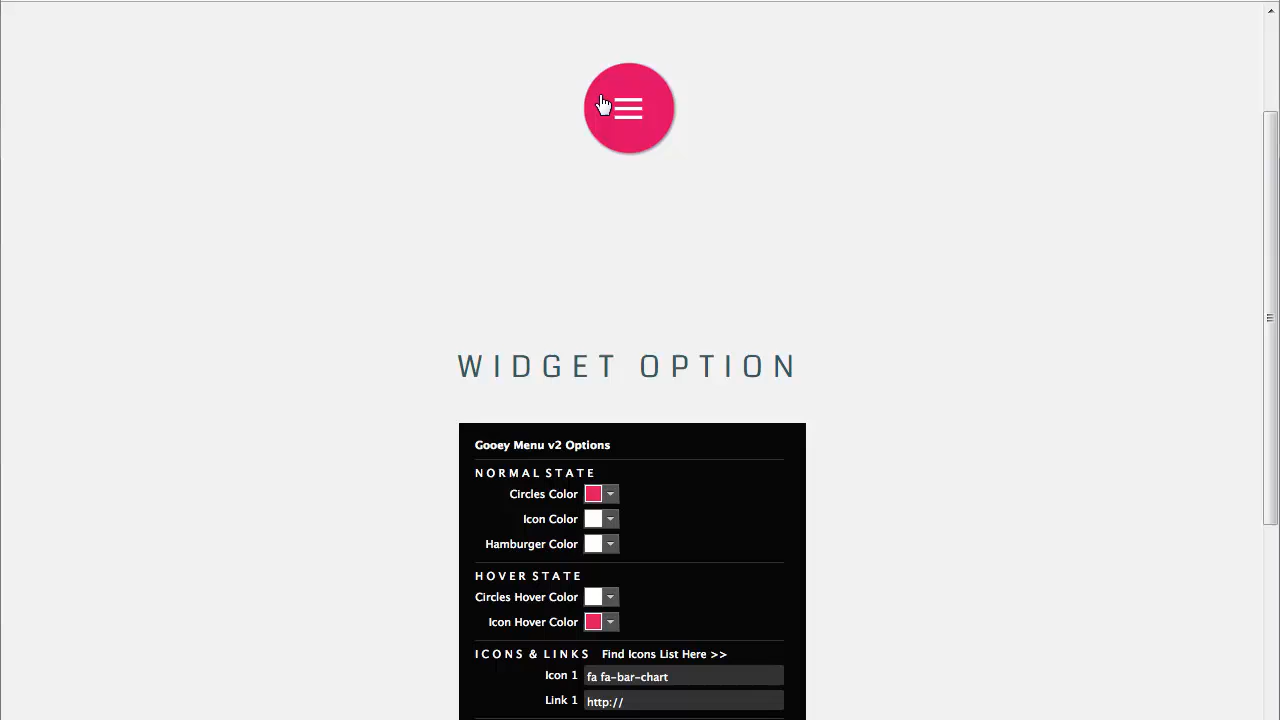 WIDGET OPTION
Gooey Menu v2 Options
NORMAL STATE
Circles Color
Icon Color
Hamburger Color
HOVER STATE
Circles Hover Color
Icon Hover Color
ICONS & LINKS Find Icons List Here >>
Icon 1 fa fa-bar-chart
Link 1 http://